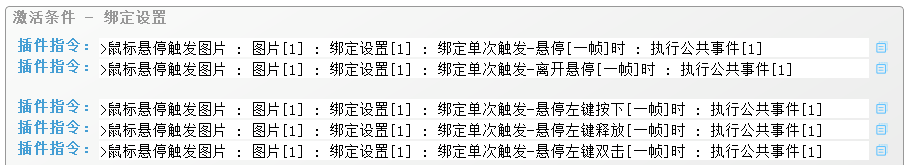 激活条件 - 绑定设置
插件指令：>鼠标悬停触发图片 : 图片[1] : 绑定设置[1] : 绑定单次触发-悬停[一帧]时 : 执行公共事件[1]
插件指令：>鼠标悬停触发图片 : 图片[1] : 绑定设置[1] : 绑定单次触发-离开悬停[一帧]时 : 执行公共事件[1]
插件指令：>鼠标悬停触发图片 : 图片[1] : 绑定设置[1] : 绑定单次触发-悬停左键按下[一帧]时 : 执行公共事件[1]
插件指令：>鼠标悬停触发图片 : 图片[1] : 绑定设置[1] : 绑定单次触发-悬停左键释放[一帧]时 : 执行公共事件[1]
插件指令：>鼠标悬停触发图片 : 图片[1] : 绑定设置[1] : 绑定单次触发-悬停左键双击[一帧]时 : 执行公共事件[1]